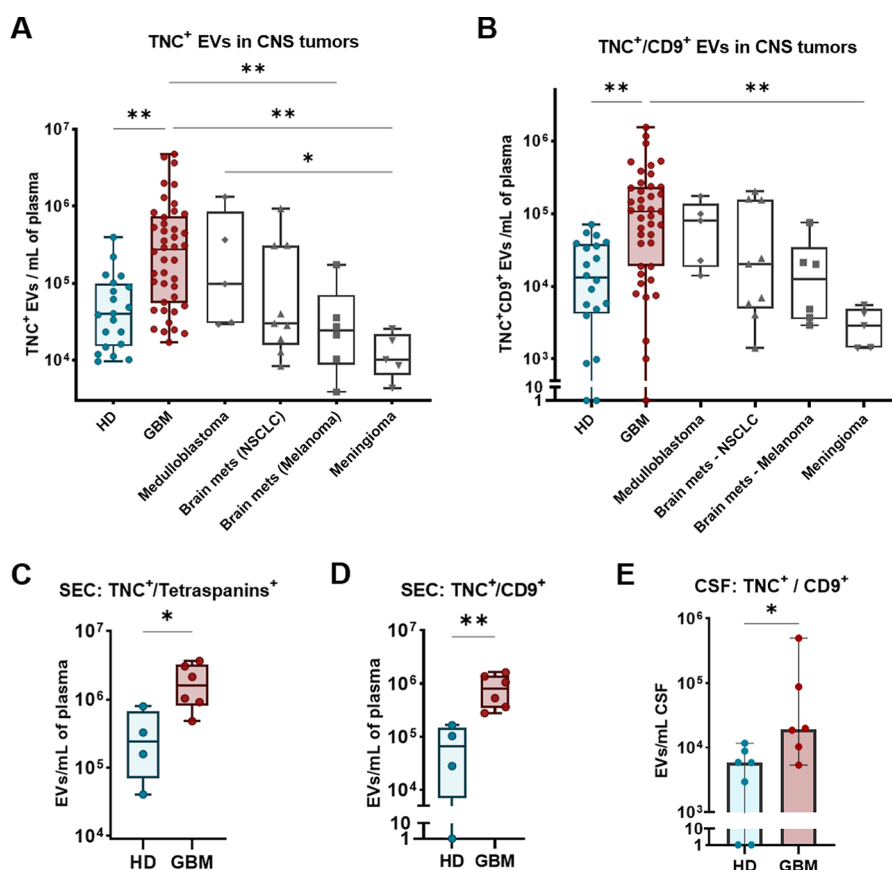 A
TNC⁺ EVs in CNS tumors
**
**
**
*
TNC⁺ EVs / mL of plasma
10⁷
10⁶
10⁵
10⁴
HD
GBM
Medulloblastoma
Brain mets (NSCLC)
Brain mets (Melanoma)
Meningioma
B
TNC⁺/CD9⁺ EVs in CNS tumors
**
**
TNC⁺CD9⁺ EVs /mL of plasma
10⁶
10⁵
10⁴
10³
10
1
HD
GBM
Medulloblastoma
Brain mets - NSCLC
Brain mets - Melanoma
Meningioma
C
SEC: TNC⁺/Tetraspanins⁺
*
EVs/mL of plasma
10⁷
10⁶
10⁵
10⁴
HD
GBM
D
SEC: TNC⁺/CD9⁺
**
EVs/mL of plasma
10⁷
10⁶
10⁵
10⁴
10
1
HD
GBM
E
CSF: TNC⁺ / CD9⁺
*
EVs/mL CSF
10⁶
10⁵
10⁴
10³
10
1
HD
GBM